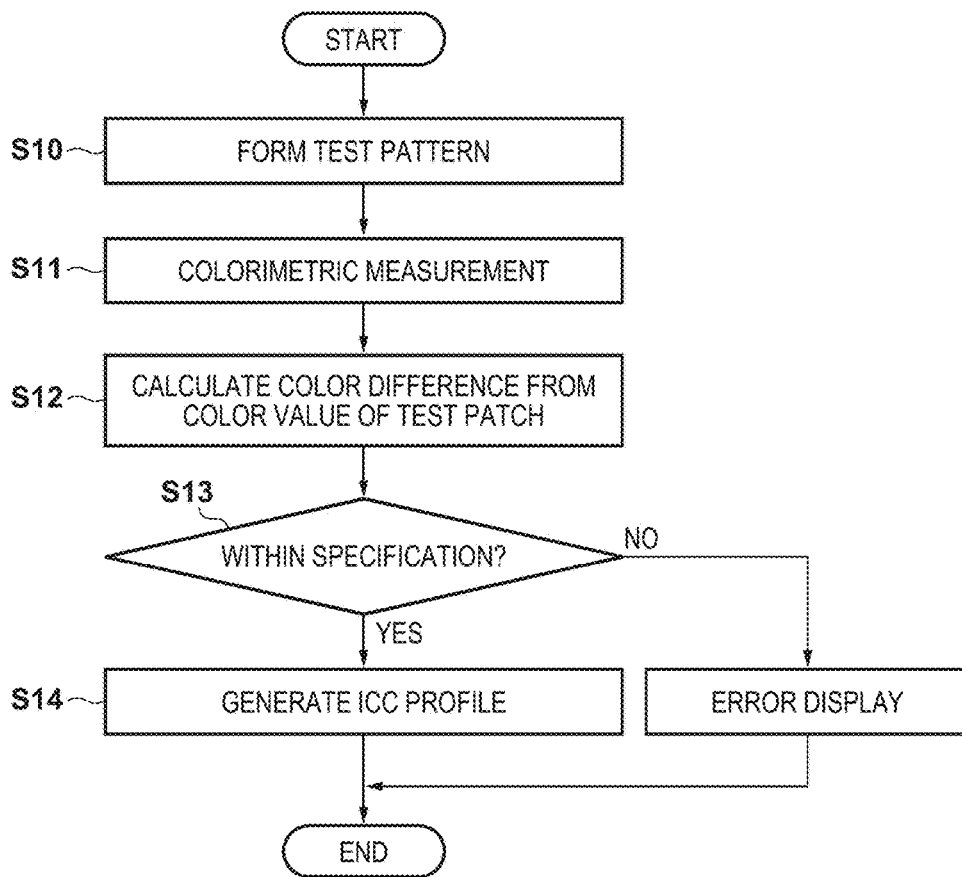 START
S10
FORM TEST PATTERN
S11
COLORIMETRIC MEASUREMENT
S12
CALCULATE COLOR DIFFERENCE FROM
COLOR VALUE OF TEST PATCH
S13
WITHIN SPECIFICATION?
NO
YES
S14
GENERATE ICC PROFILE
ERROR DISPLAY
END